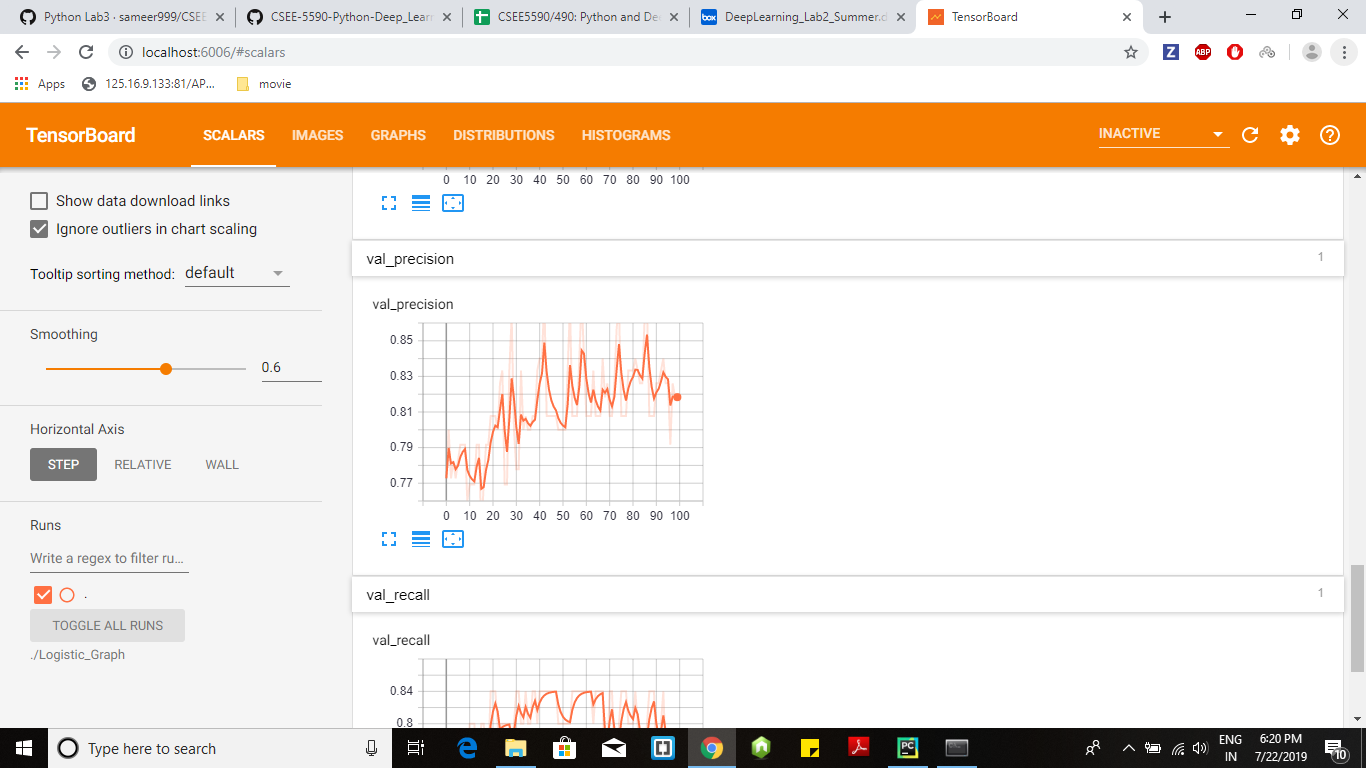 Python Lab3 · sameer999/CSEE
CSEE-5590-Python-Deep_Learn
CSEE5590/490: Python and De
DeepLearning_Lab2_Summer.d
TensorBoard
localhost:6006/#scalars
Apps
125.16.9.133:81/AP...
movie
TensorBoard
SCALARS
IMAGES
GRAPHS
DISTRIBUTIONS
HISTOGRAMS
INACTIVE
Show data download links
Ignore outliers in chart scaling
Tooltip sorting method: default
Smoothing
0.6
Horizontal Axis
STEP RELATIVE WALL
Runs
Write a regex to filter ru...
.
TOGGLE ALL RUNS
./Logistic_Graph
0 10 20 30 40 50 60 70 80 90 100
val_precision 1
val_precision
0.85
0.83
0.81
0.79
0.77
0 10 20 30 40 50 60 70 80 90 100
val_recall 1
val_recall
0.84
0.8
Type here to search
ENG
IN
6:20 PM
7/22/2019
10